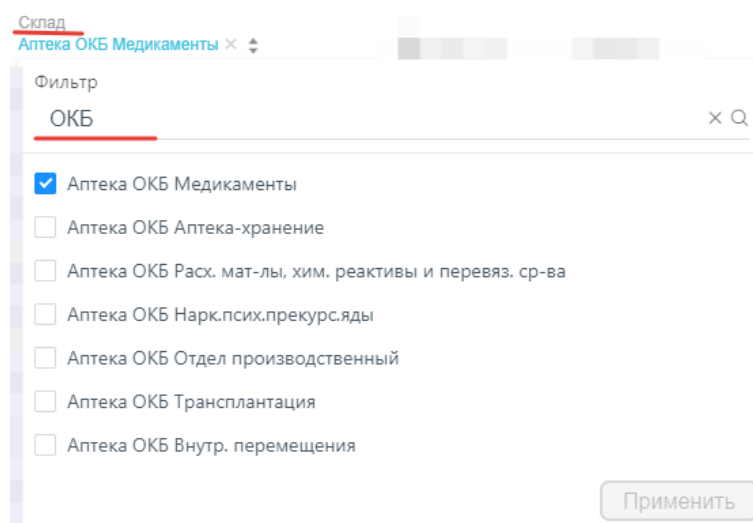 Склад
Аптека ОКБ Медикаменты
Фильтр
ОКБ
Аптека ОКБ Медикаменты
Аптека ОКБ Аптека-хранение
Аптека ОКБ Расх. мат-лы, хим. реактивы и перевяз. ср-ва
Аптека ОКБ Нарк.псих.прекурс.яды
Аптека ОКБ Отдел производственный
Аптека ОКБ Трансплантация
Аптека ОКБ Внутр. перемещения
Применить